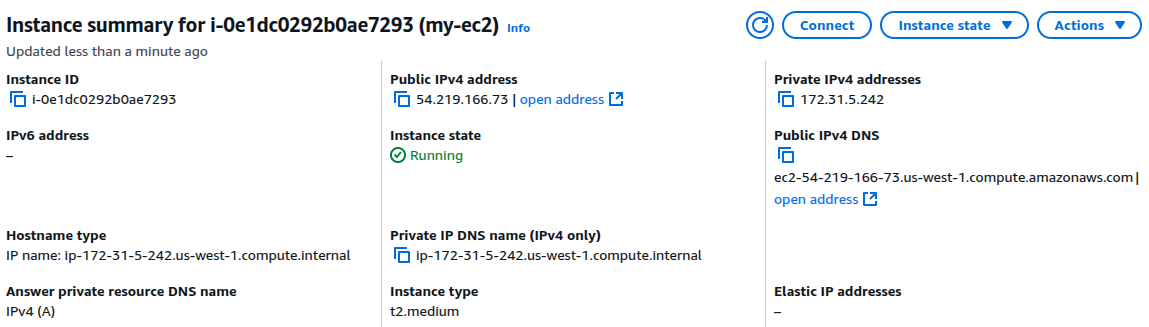 Instance summary for i-0e1dc0292b0ae7293 (my-ec2) Info
Connect
Instance state
Actions
Updated less than a minute ago
Instance ID
i-0e1dc0292b0ae7293
Public IPv4 address
54.219.166.73 | open address
Private IPv4 addresses
172.31.5.242
IPv6 address
–
Instance state
Running
Public IPv4 DNS
ec2-54-219-166-73.us-west-1.compute.amazonaws.com |
open address
Hostname type
IP name: ip-172-31-5-242.us-west-1.compute.internal
Private IP DNS name (IPv4 only)
ip-172-31-5-242.us-west-1.compute.internal
Answer private resource DNS name
IPv4 (A)
Instance type
t2.medium
Elastic IP addresses
–